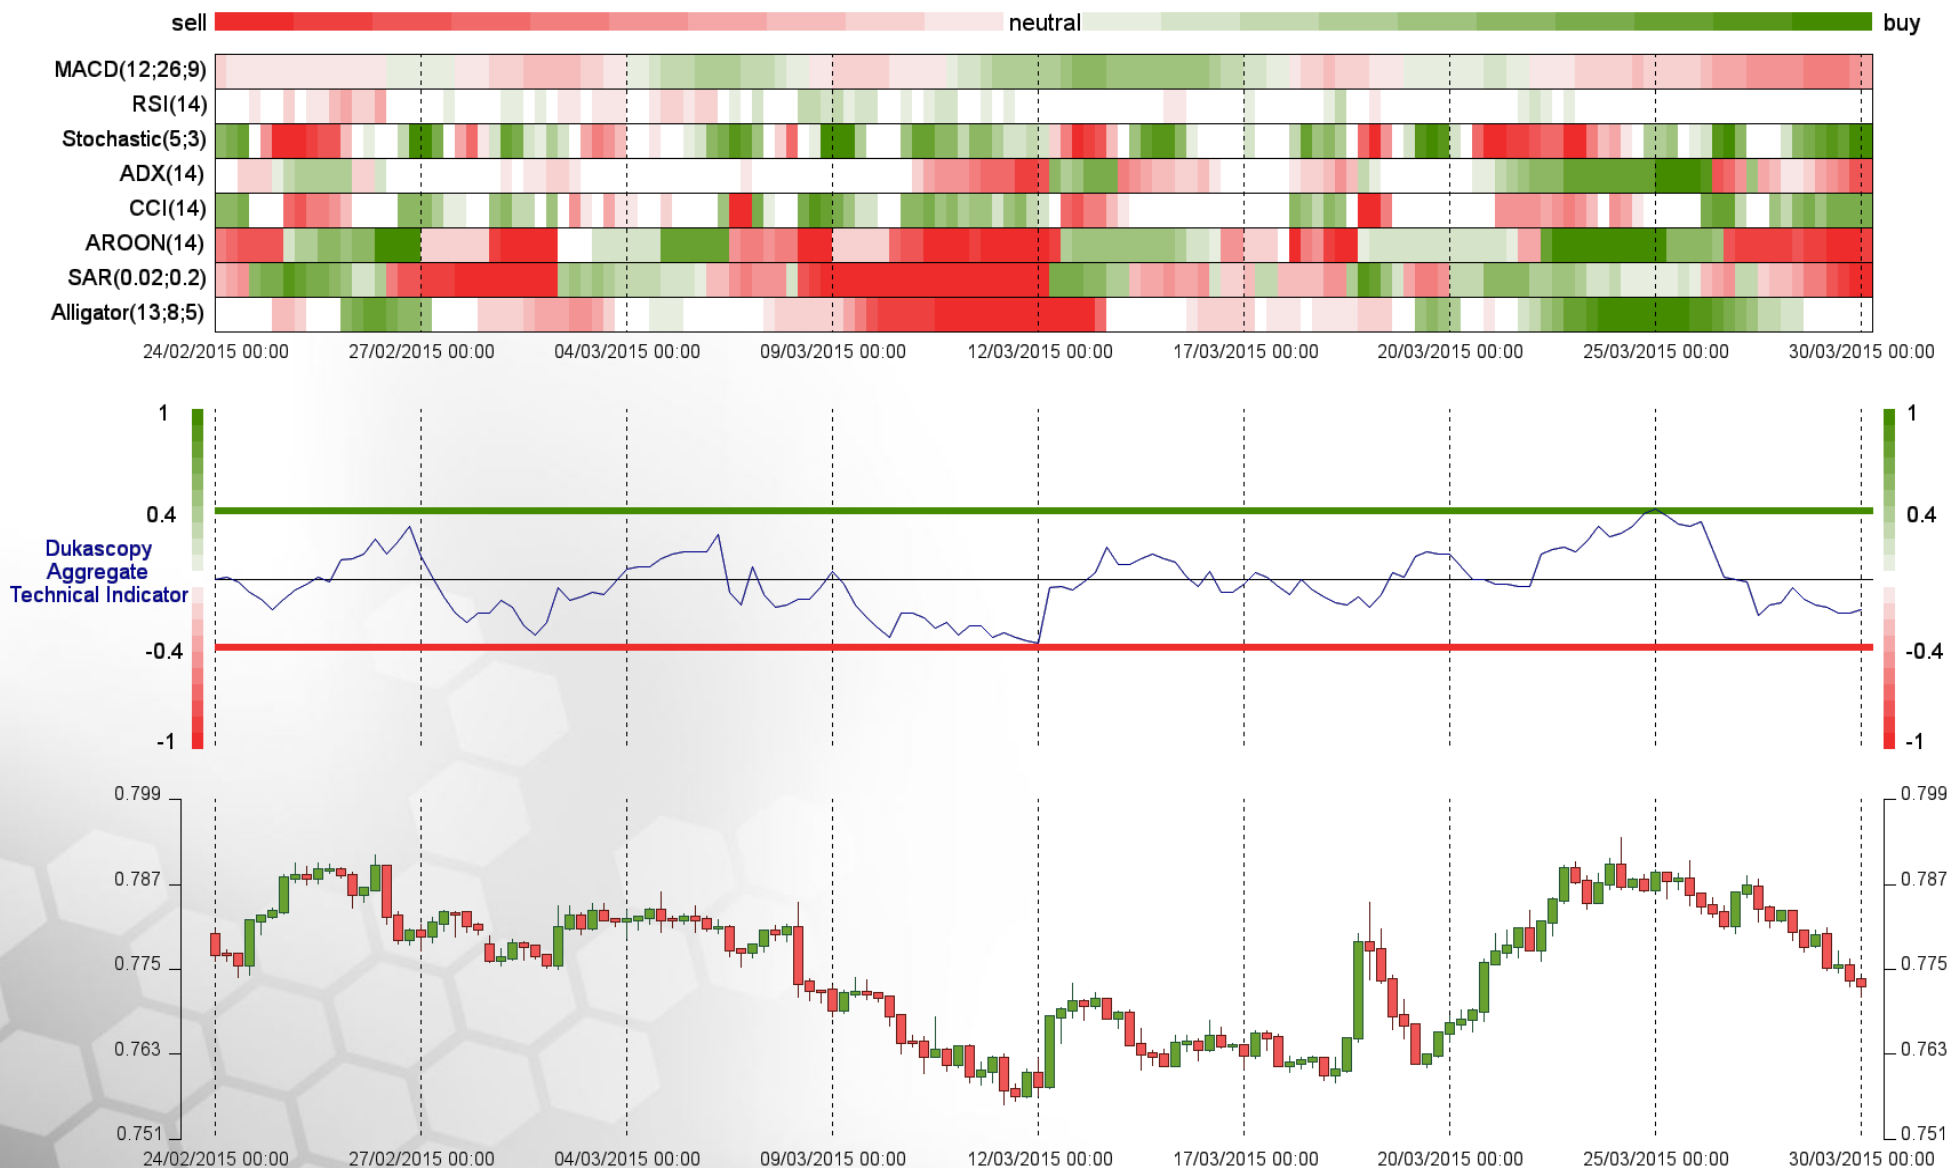 sell neutral buy
MACD(12;26;9)
RSI(14)
Stochastic(5;3)
ADX(14)
CCI(14)
AROON(14)
SAR(0.02;0.2)
Alligator(13;8;5)
24/02/2015 00:00 27/02/2015 00:00 04/03/2015 00:00 09/03/2015 00:00 12/03/2015 00:00 17/03/2015 00:00 20/03/2015 00:00 25/03/2015 00:00 30/03/2015 00:00
1 1
0.4 0.4
Dukascopy
Aggregate
Technical Indicator
-0.4 -0.4
-1 -1
0.799 0.799
0.787 0.787
0.775 0.775
0.763 0.763
0.751 0.751
24/02/2015 00:00 27/02/2015 00:00 04/03/2015 00:00 09/03/2015 00:00 12/03/2015 00:00 17/03/2015 00:00 20/03/2015 00:00 25/03/2015 00:00 30/03/2015 00:00